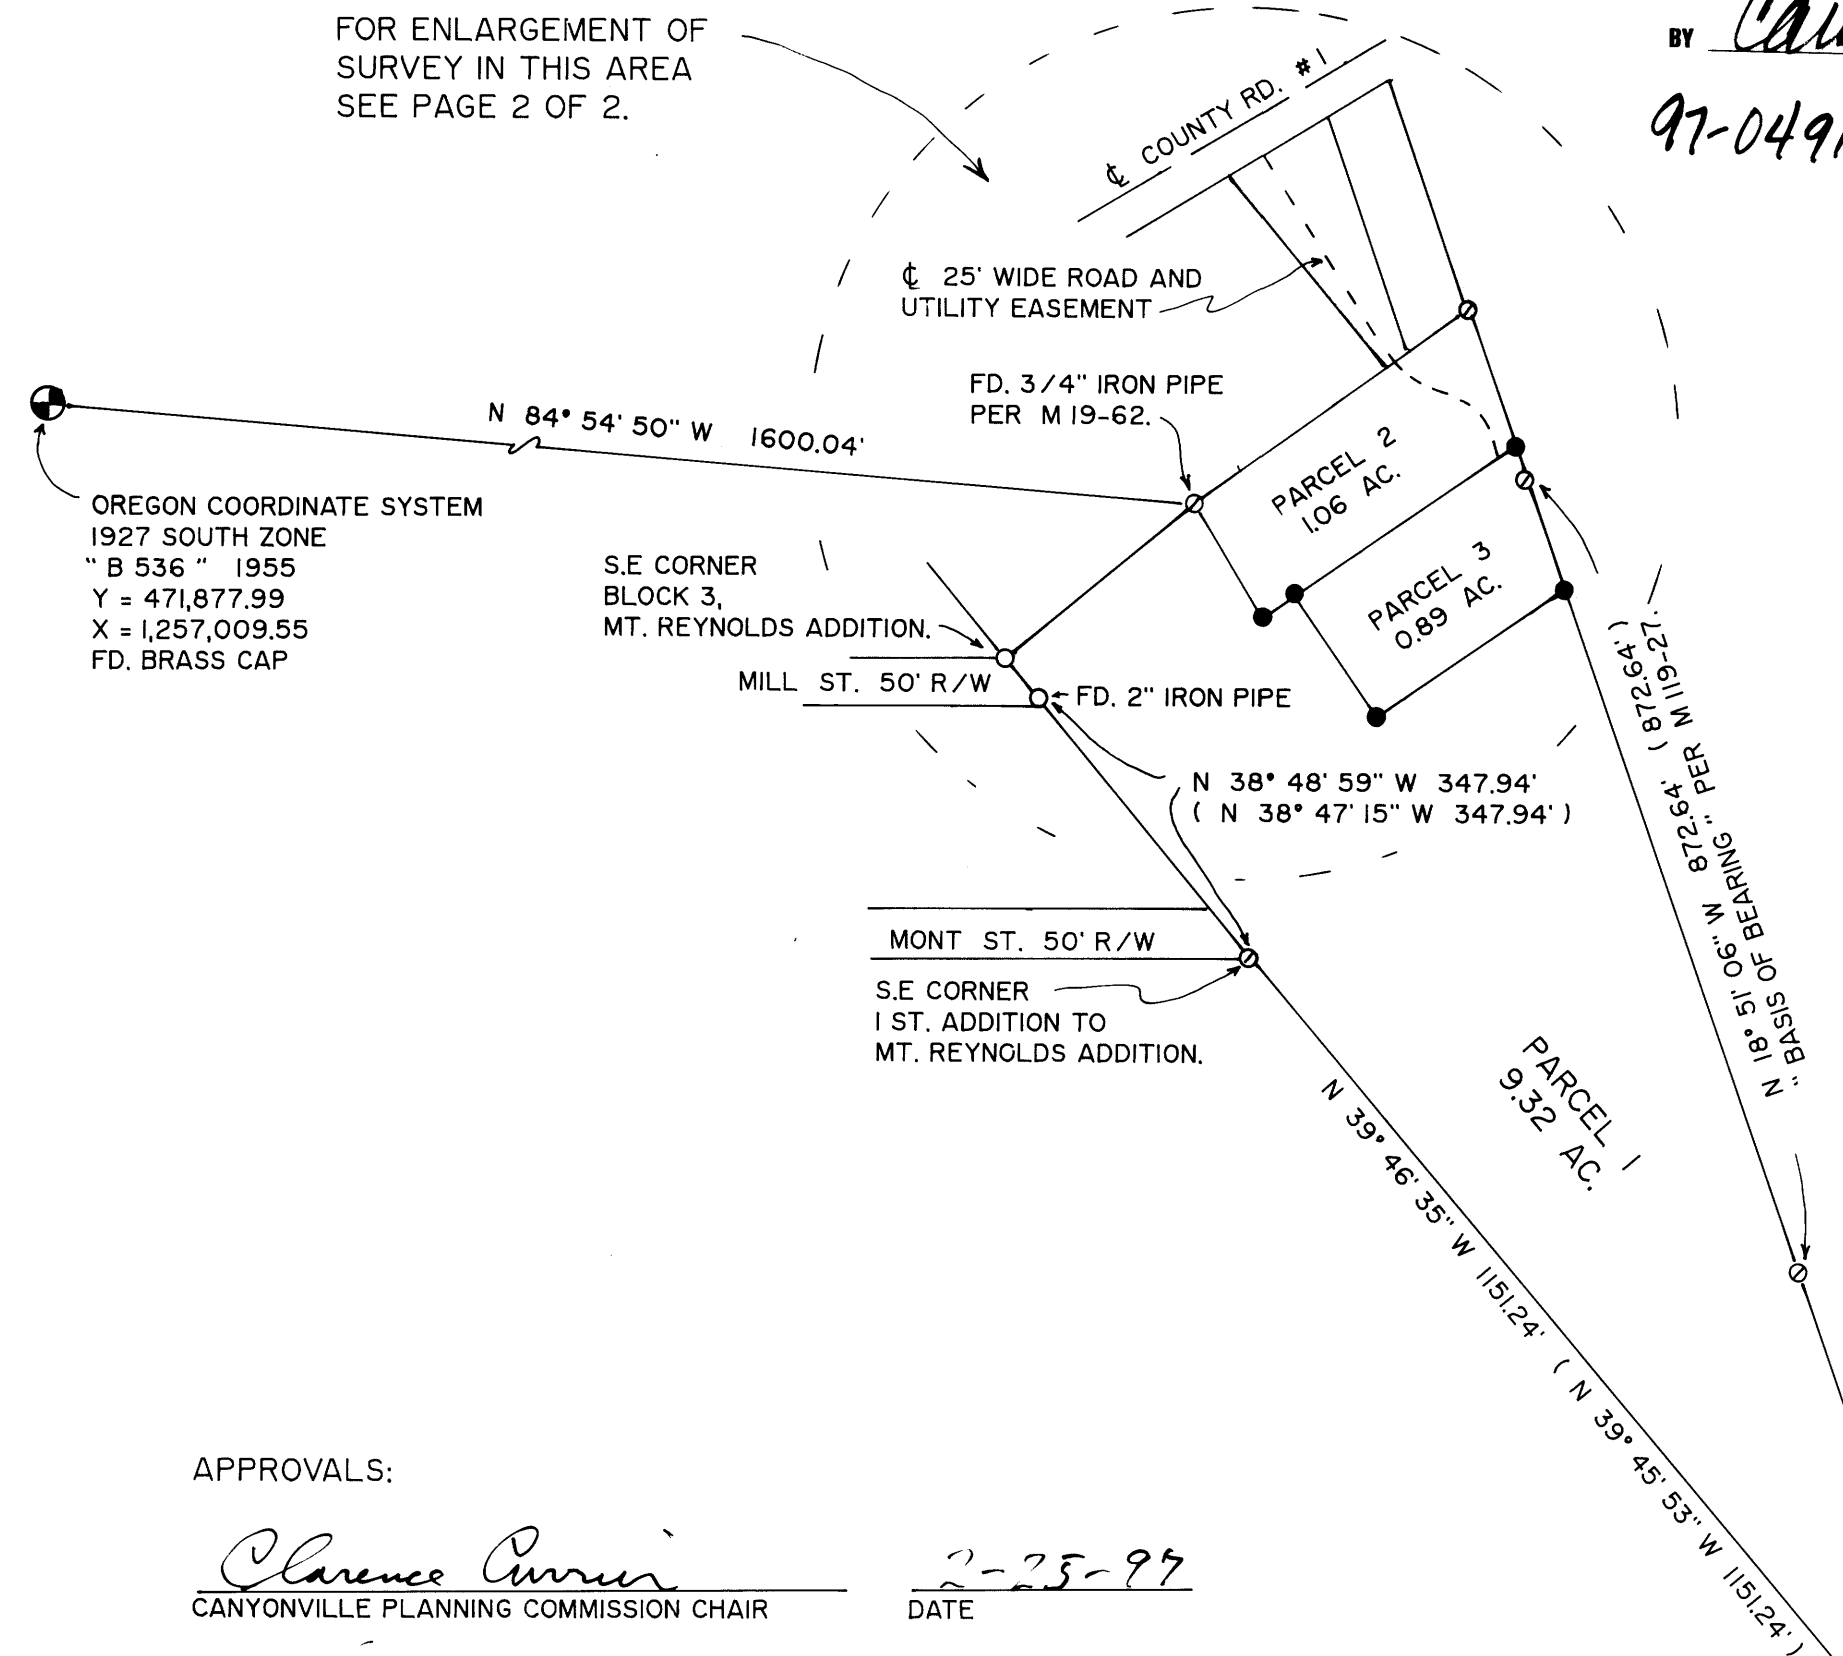 FOR ENLARGEMENT OF
SURVEY IN THIS AREA
SEE PAGE 2 OF 2.
BY
97-049
℄ COUNTY RD. #1
℄ 25' WIDE ROAD AND
UTILITY EASEMENT
FD. 3/4" IRON PIPE
PER M19-62.
N 84° 54' 50" W 1600.04'
OREGON COORDINATE SYSTEM
1927 SOUTH ZONE
" B 536 " 1955
Y = 471,877.99
X = 1,257,009.55
FD. BRASS CAP
PARCEL 2
1.06 AC.
PARCEL 3
0.89 AC.
S.E CORNER
BLOCK 3,
MT. REYNOLDS ADDITION.
MILL ST. 50' R/W
FD. 2" IRON PIPE
N 38° 48' 59" W 347.94'
( N 38° 47' 15" W 347.94' )
N 18° 51' 06" W 872.64' ( 872.64' )
" BASIS OF BEARING " PER M119-27.
MONT ST. 50' R/W
S.E CORNER
1 ST. ADDITION TO
MT. REYNOLDS ADDITION.
PARCEL 1
9.32 AC.
N 39° 46' 35" W 1151.24' ( N 39° 45' 53" W 1151.24' )
APPROVALS:
Clarence Currier 2-25-97
CANYONVILLE PLANNING COMMISSION CHAIR DATE